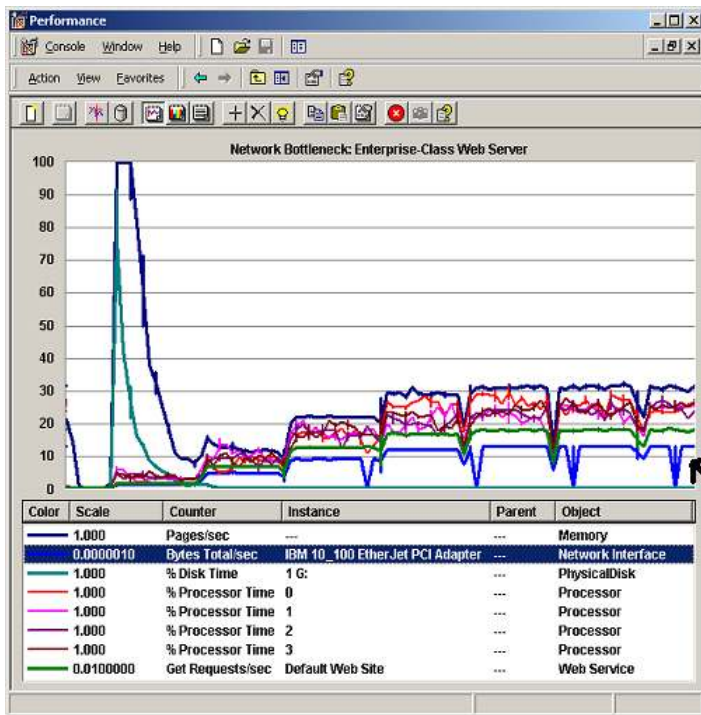 Performance
Console Window Help
Action View Favorites
Network Bottleneck: Enterprise-Class Web Server
100
90
80
70
60
50
40
30
20
10
0
Color Scale Counter Instance Parent Object
1.000 Pages/sec --- --- Memory
0.0000010 Bytes Total/sec IBM 10_100 EtherJet PCI Adapter --- Network Interface
1.000 % Disk Time 1 G: --- PhysicalDisk
1.000 % Processor Time 0 --- Processor
1.000 % Processor Time 1 --- Processor
1.000 % Processor Time 2 --- Processor
1.000 % Processor Time 3 --- Processor
0.0100000 Get Requests/sec Default Web Site --- Web Service